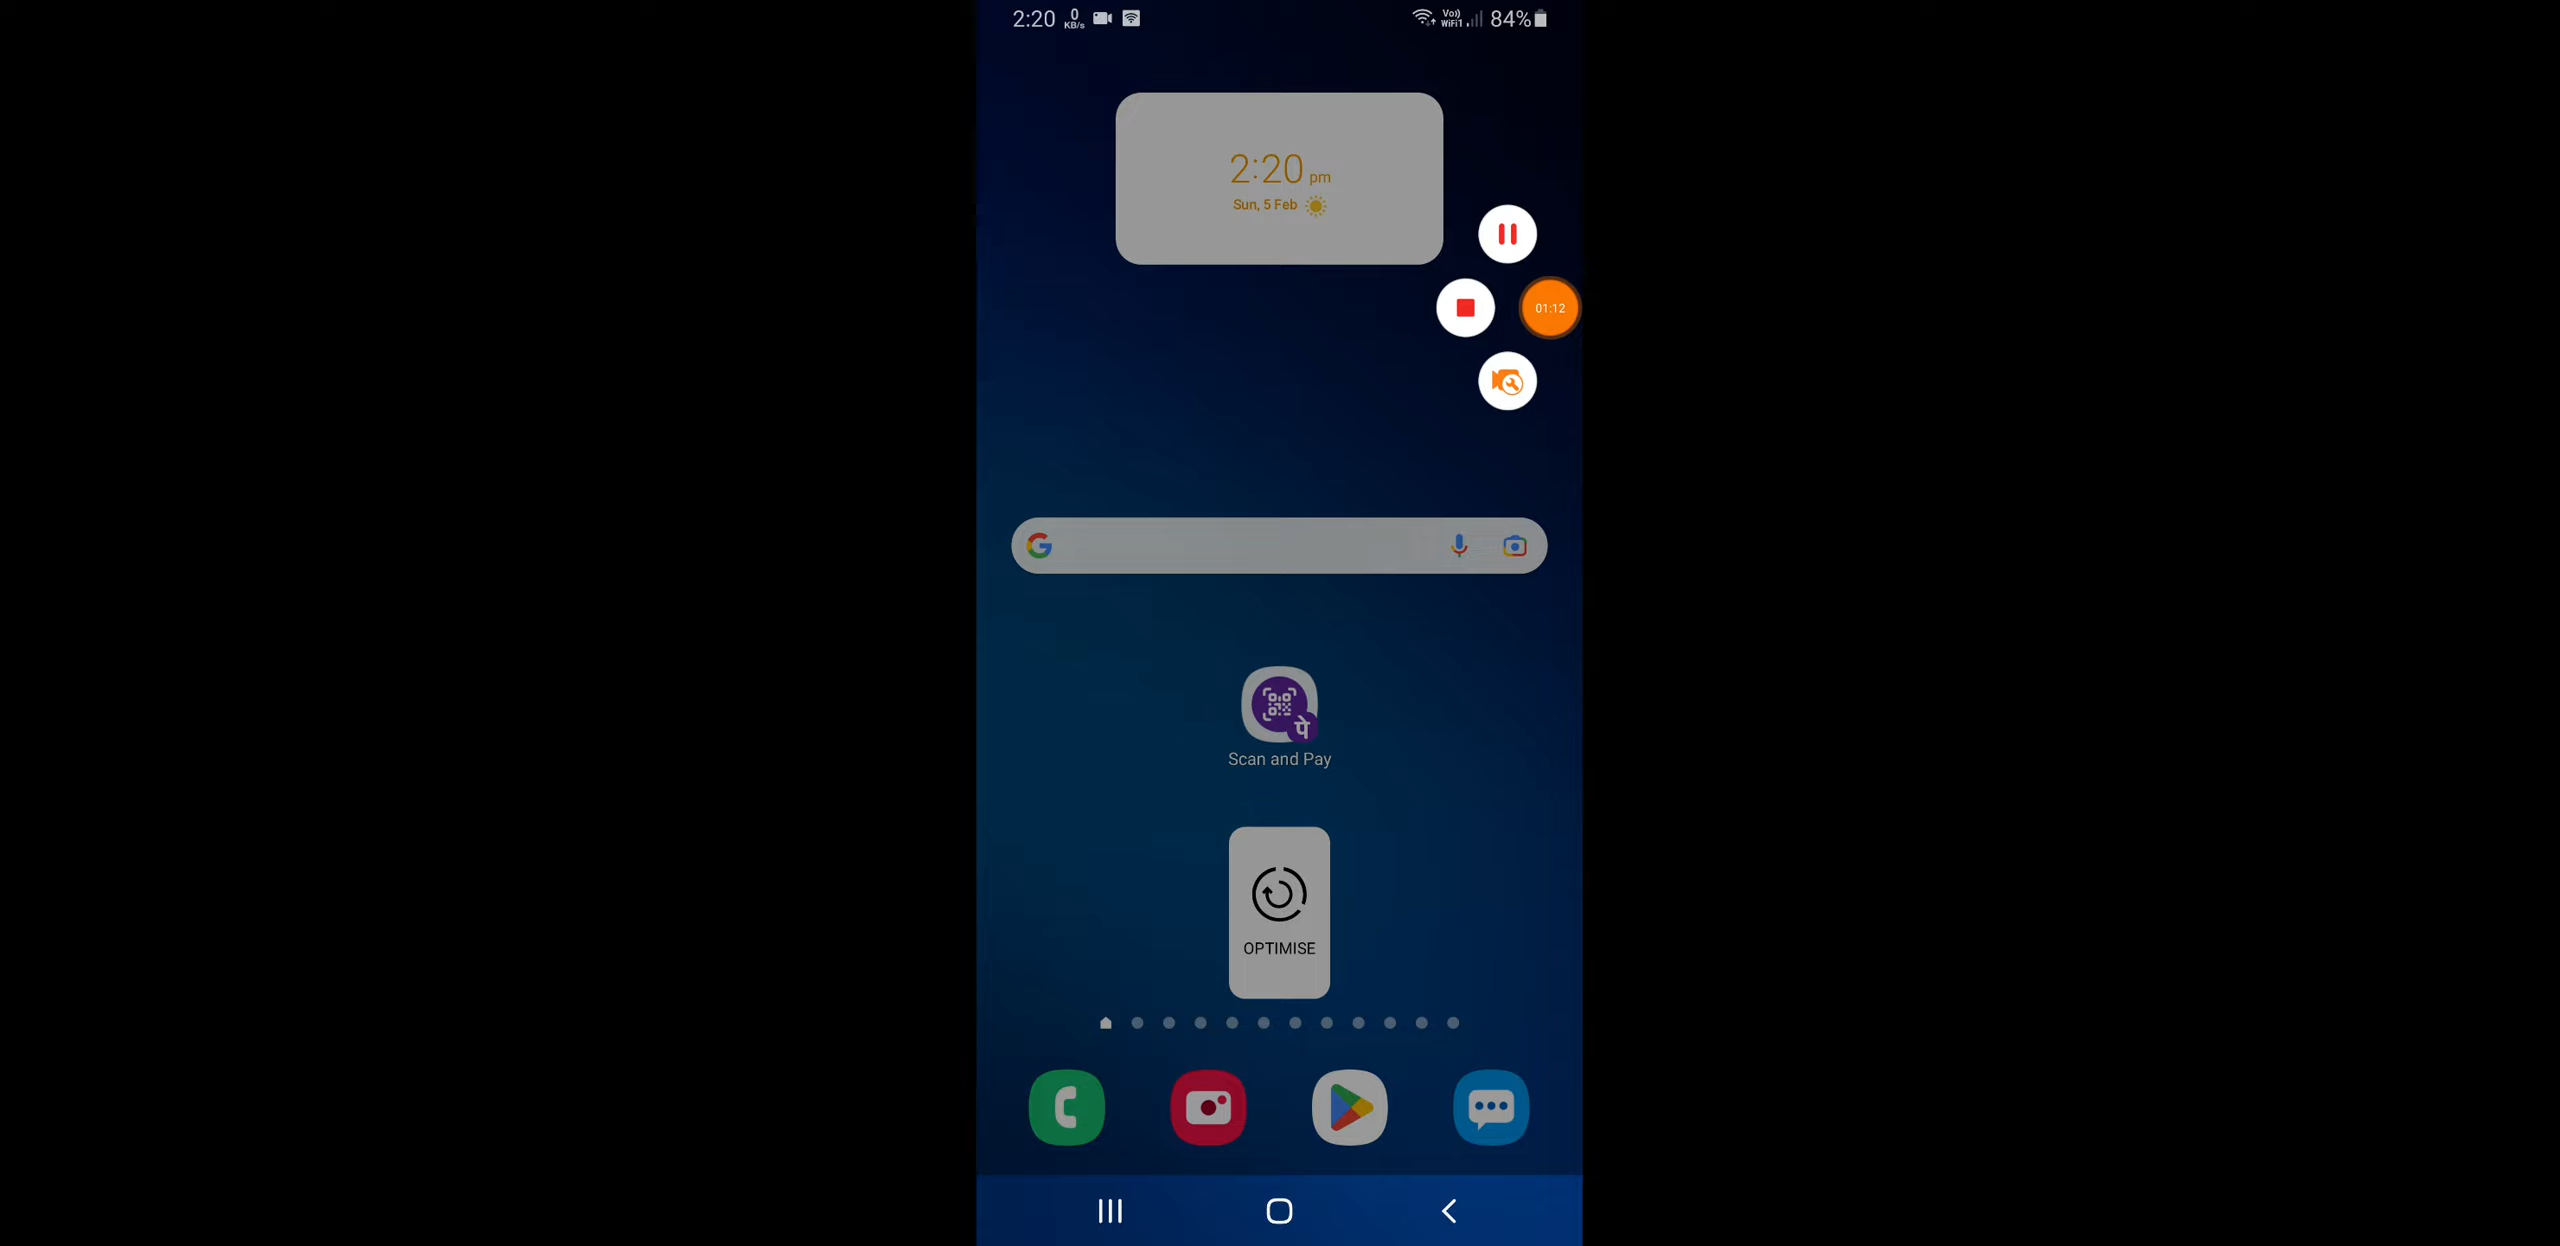 2:20 0 KB/s Vo)) WiFi1 84%
2:20 pm
Sun, 5 Feb
01:12
G
पे
Scan and Pay
OPTIMISE